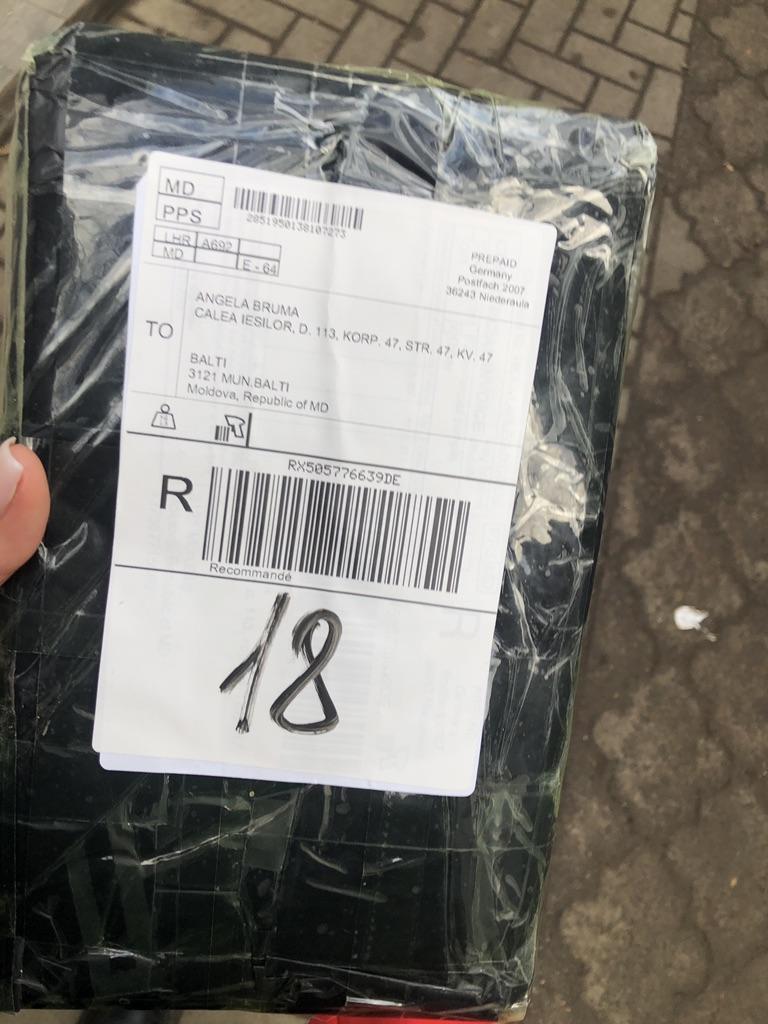 MD
PPS
2851950138107273
LHR A692
MD E - 64
PREPAID
Germany
Postfach 2007
36243 Niederaula
TO
ANGELA BRUMA
CALEA IESILOR, D. 113, KORP. 47, STR. 47, KV. 47
BALTI
3121 MUN.BALTI
Moldova, Republic of MD
RX505776639DE
R
Recommandé
18